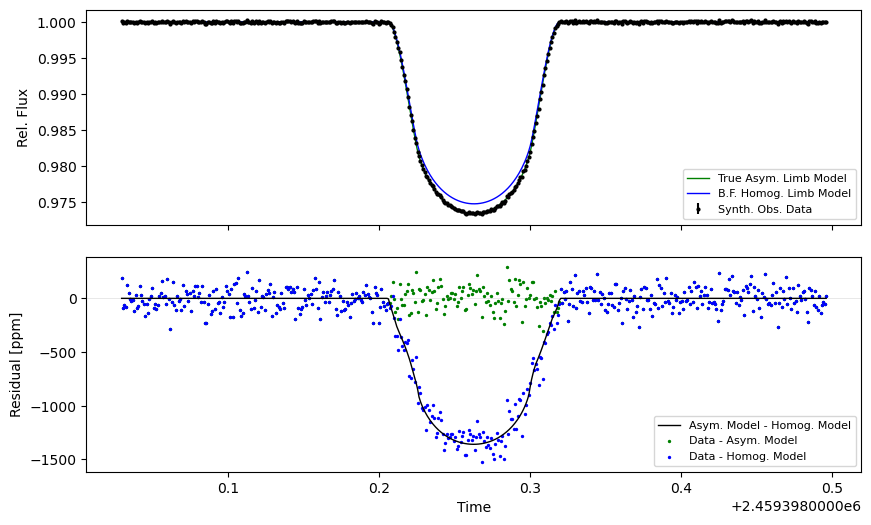 1.000
0.995
0.990
0.985
0.980
0.975
Rel. Flux
True Asym. Limb Model
B.F. Homog. Limb Model
Synth. Obs. Data
0
−500
−1000
−1500
Residual [ppm]
Asym. Model - Homog. Model
Data - Asym. Model
Data - Homog. Model
0.1
0.2
0.3
0.4
0.5
Time
+2.4593980000e6